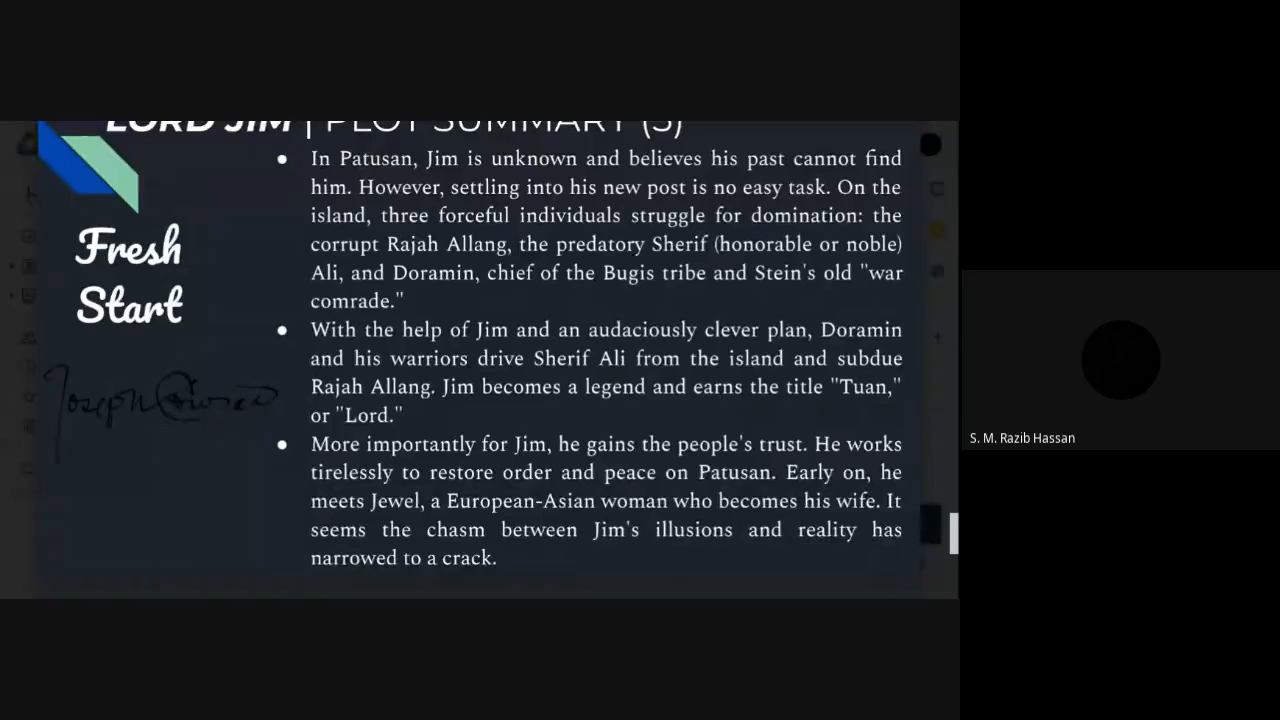 LORD JIM | PLOT SUMMARY (5)
Fresh
Start
Joseph Conrad
• In Patusan, Jim is unknown and believes his past cannot find
him. However, settling into his new post is no easy task. On the
island, three forceful individuals struggle for domination: the
corrupt Rajah Allang, the predatory Sherif (honorable or noble)
Ali, and Doramin, chief of the Bugis tribe and Stein's old "war
comrade."
• With the help of Jim and an audaciously clever plan, Doramin
and his warriors drive Sherif Ali from the island and subdue
Rajah Allang. Jim becomes a legend and earns the title "Tuan,"
or "Lord."
• More importantly for Jim, he gains the people's trust. He works
tirelessly to restore order and peace on Patusan. Early on, he
meets Jewel, a European-Asian woman who becomes his wife. It
seems the chasm between Jim's illusions and reality has
narrowed to a crack.
S. M. Razib Hassan